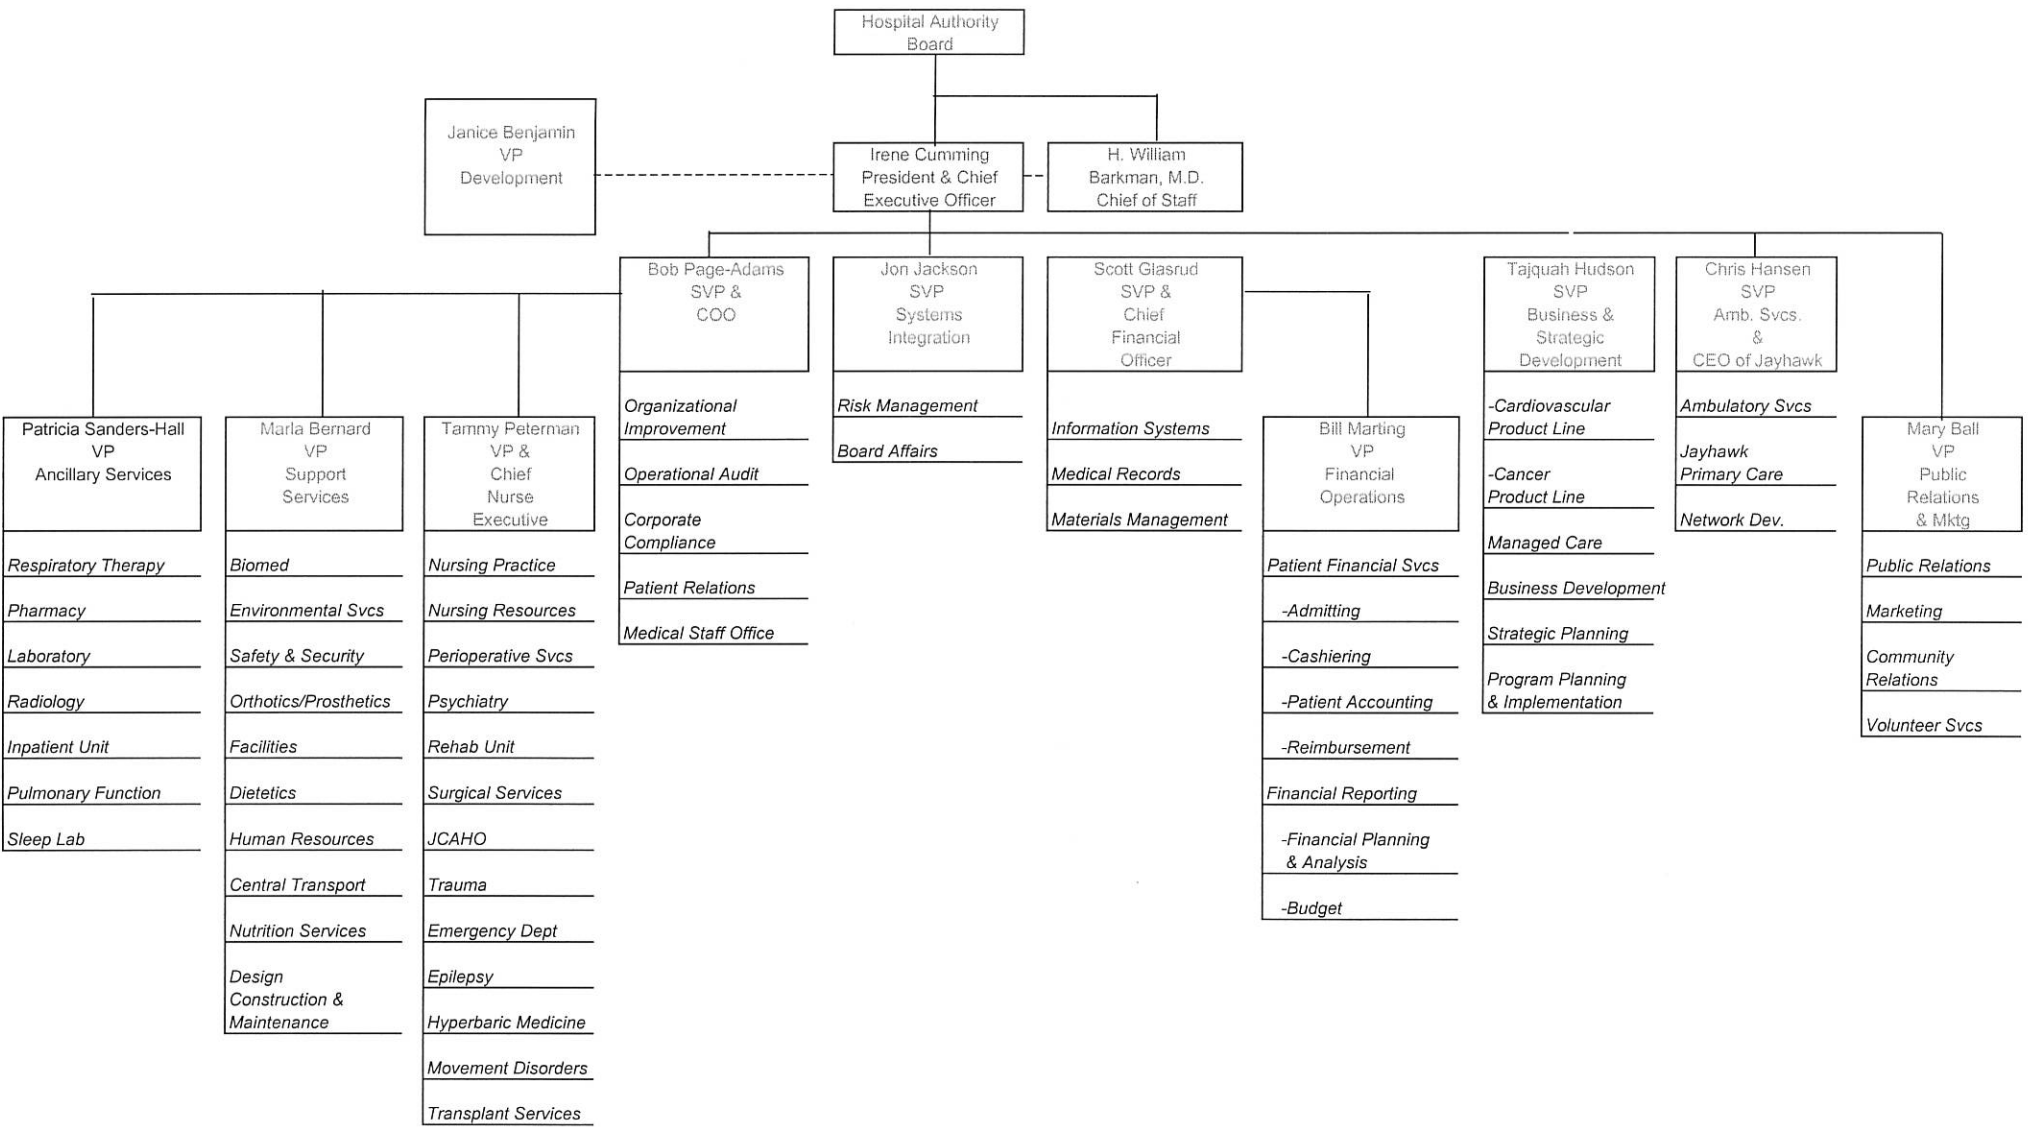 Hospital Authority
Board
Janice Benjamin
VP
Development
Irene Cumming
President & Chief
Executive Officer
H. William
Barkman, M.D.
Chief of Staff
Bob Page-Adams
SVP &
COO
Organizational
Improvement
Operational Audit
Corporate
Compliance
Patient Relations
Medical Staff Office
Jon Jackson
SVP
Systems
Integration
Risk Management
Board Affairs
Scott Glasrud
SVP &
Chief
Financial
Officer
Information Systems
Medical Records
Materials Management
Tajquah Hudson
SVP
Business &
Strategic
Development
-Cardiovascular
Product Line
-Cancer
Product Line
Managed Care
Business Development
Strategic Planning
Program Planning
& Implementation
Chris Hansen
SVP
Amb. Svcs.
&
CEO of Jayhawk
Ambulatory Svcs
Jayhawk
Primary Care
Network Dev.
Patricia Sanders-Hall
VP
Ancillary Services
Respiratory Therapy
Pharmacy
Laboratory
Radiology
Inpatient Unit
Pulmonary Function
Sleep Lab
Marla Bernard
VP
Support
Services
Biomed
Environmental Svcs
Safety & Security
Orthotics/Prosthetics
Facilities
Dietetics
Human Resources
Central Transport
Nutrition Services
Design
Construction &
Maintenance
Tammy Peterman
VP &
Chief
Nurse
Executive
Nursing Practice
Nursing Resources
Perioperative Svcs
Psychiatry
Rehab Unit
Surgical Services
JCAHO
Trauma
Emergency Dept
Epilepsy
Hyperbaric Medicine
Movement Disorders
Transplant Services
Bill Marting
VP
Financial
Operations
Patient Financial Svcs
-Admitting
-Cashiering
-Patient Accounting
-Reimbursement
Financial Reporting
-Financial Planning
& Analysis
-Budget
Mary Ball
VP
Public
Relations
& Mktg
Public Relations
Marketing
Community
Relations
Volunteer Svcs